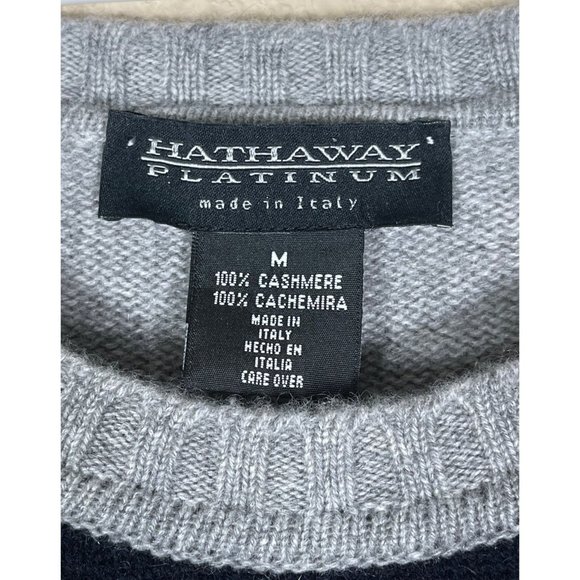 HATHAWAY
PLATINUM
made in Italy
M
100% CASHMERE
100% CACHEMIRA
MADE IN
ITALY
HECHO EN
ITALIA
CARE OVER